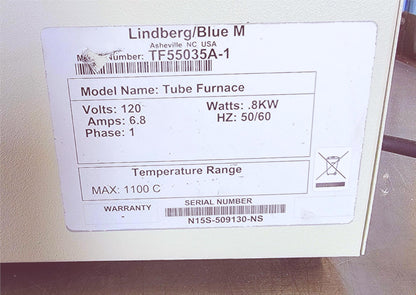 Lindberg/Blue M
Asheville NC USA
Number: TF55035A-1
Model Name: Tube Furnace
Volts: 120 Watts: .8KW
Amps: 6.8 HZ: 50/60
Phase: 1
Temperature Range
MAX: 1100 C
WARRANTY SERIAL NUMBER
N15S-509130-NS